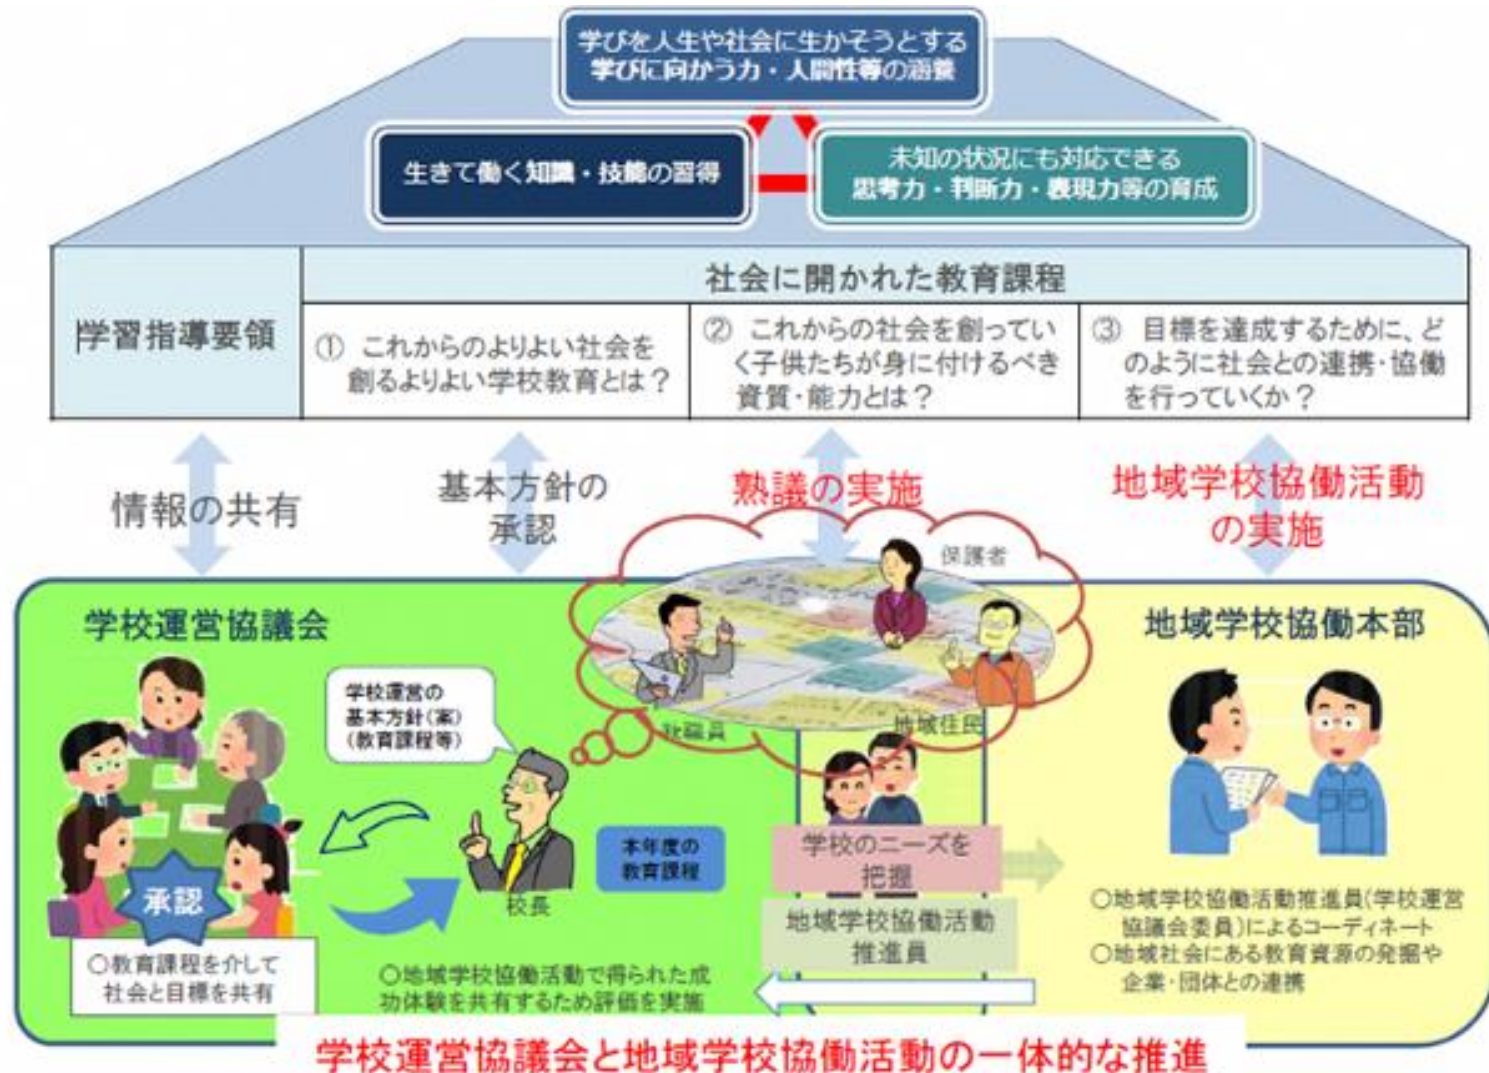 学びを人生や社会に生かそうとする
学びに向かう力・人間性等の涵養
生きて働く知識・技能の習得
未知の状況にも対応できる
思考力・判断力・表現力等の育成
学習指導要領
社会に開かれた教育課程
① これからのよりよい社会を
創るよりよい学校教育とは？
② これからの社会を創ってい
く子供たちが身に付けるべき
資質・能力とは？
③ 目標を達成するために、ど
のように社会との連携・協働
を行っていくか？
情報の共有
基本方針の
承認
熟議の実施
地域学校協働活動
の実施
学校運営協議会
保護者
地域学校協働本部
学校運営の
基本方針（案）
（教育課程等）
職員
地域住民
本年度の
教育課程
校長
承認
学校のニーズを
把握
地域学校協働活動
推進員
○教育課程を介して
社会と目標を共有
○地域学校協働活動で得られた成
功体験を共有するため評価を実施
○地域学校協働活動推進員（学校運営
協議会委員）によるコーディネート
○地域社会にある教育資源の発掘や
企業・団体との連携
学校運営協議会と地域学校協働活動の一体的な推進